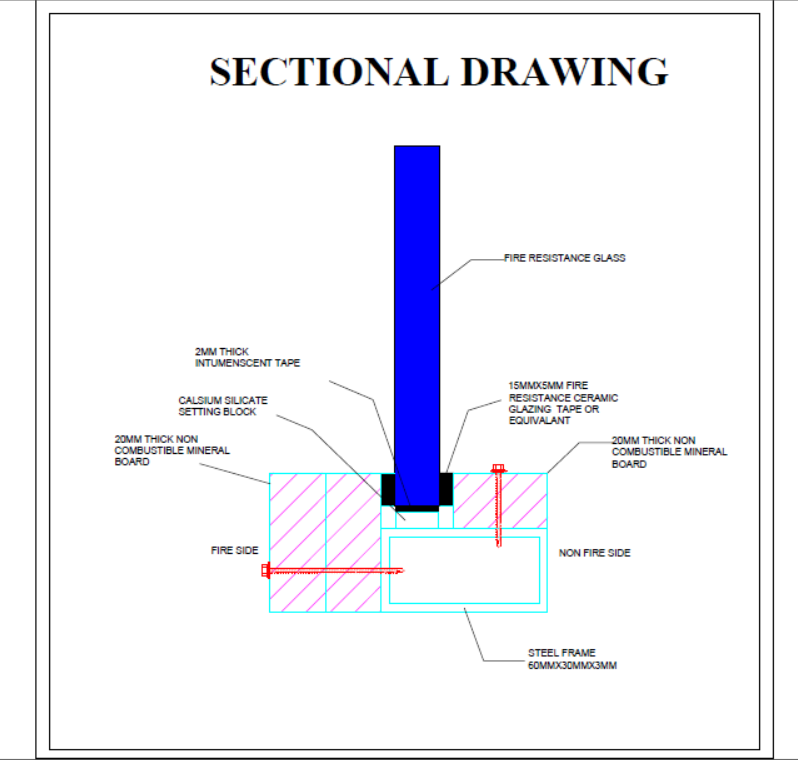 SECTIONAL DRAWING
FIRE RESISTANCE GLASS
2MM THICK
INTUMENSCENT TAPE
CALSIUM SILICATE
SETTING BLOCK
15MMX5MM FIRE
RESISTANCE CERAMIC
GLAZING TAPE OR
EQUIVALANT
20MM THICK NON
COMBUSTIBLE MINERAL
BOARD
20MM THICK NON
COMBUSTIBLE MINERAL
BOARD
FIRE SIDE
NON FIRE SIDE
STEEL FRAME
60MMX30MMX3MM